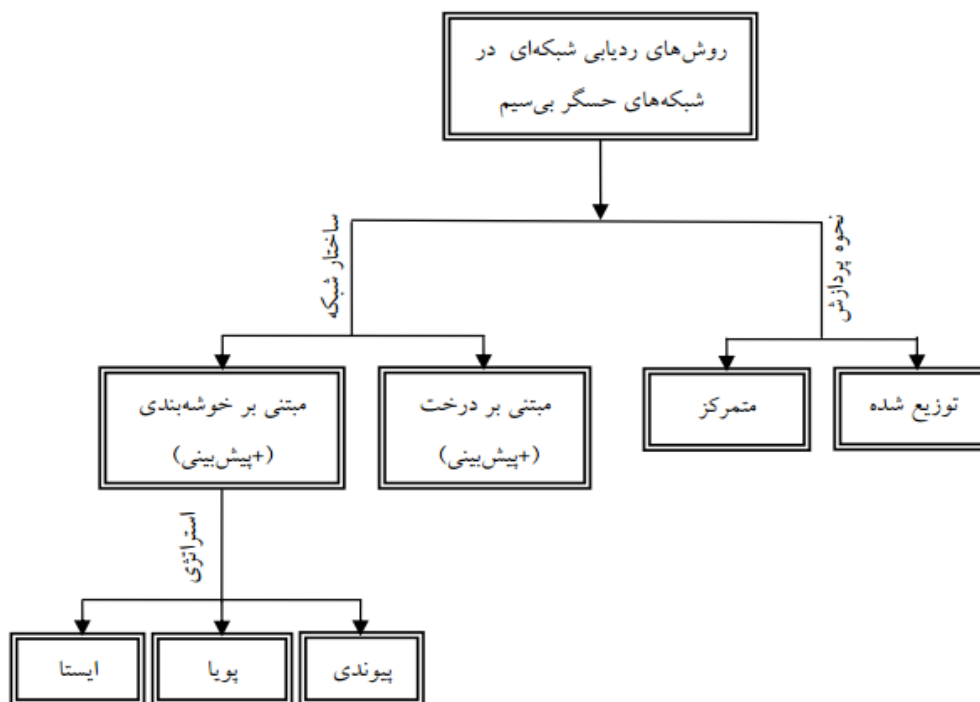 روش‌های ردیابی شبکه‌ای در
شبکه‌های حسگر بی‌سیم
نحوه پردازش
ساختار شبکه
توزیع شده
متمرکز
مبتنی بر درخت
(+پیش‌بینی)
مبتنی بر خوشه‌بندی
(+پیش‌بینی)
استراتژی
پیوندی
پویا
ایستا